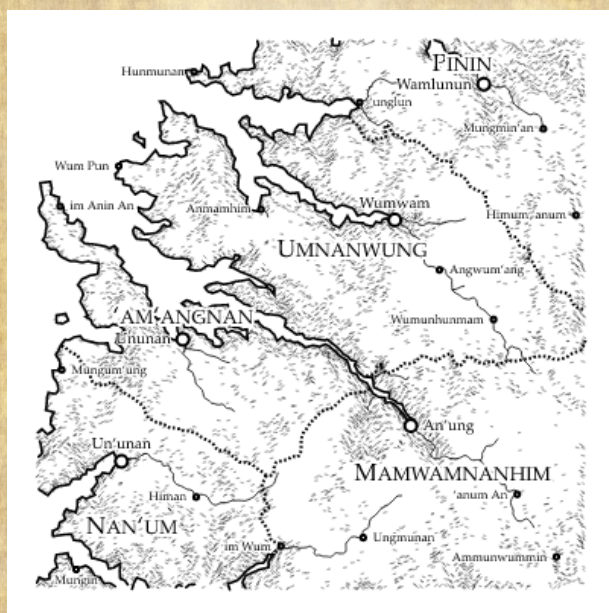 PININ
Hunmunan
Wamlunun
unglun
Mungmin'an
Wum Pun
im Anin An
Anmamhim
Wumwam
Himum'anum
UMNANWUNG
Angwum'ang
AM'ANGNAN
Wumunhunmam
Ununan
Mungum'ung
An'ung
Un'unan
MAMWAMNANHIM
Himan
'anum An
NAN'UM
Ungmunan
im Wum
Ammunwummin
Mungin